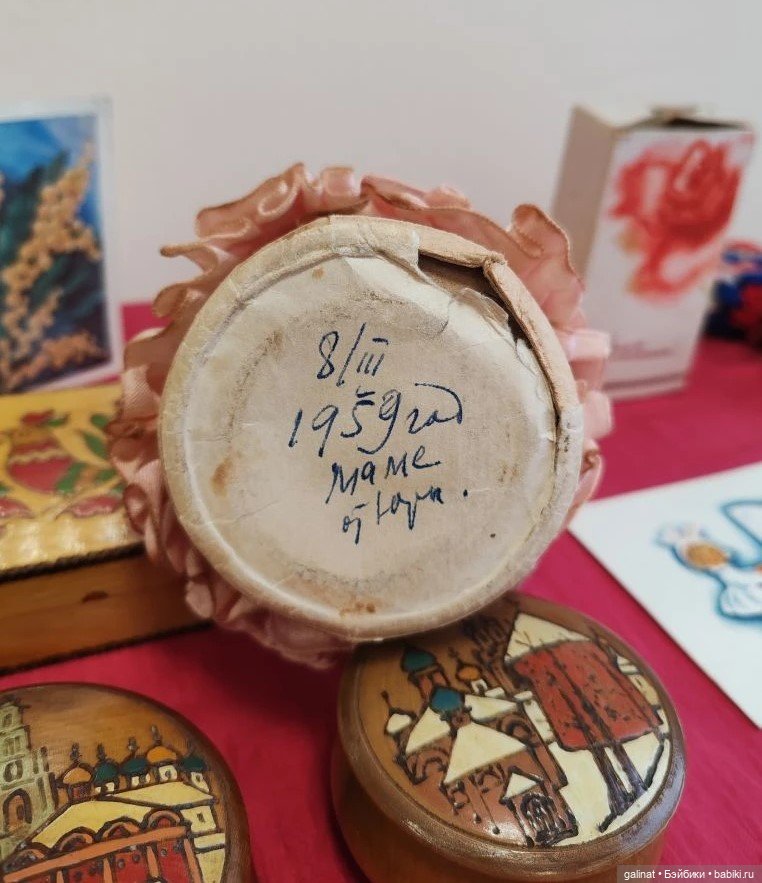 8/III
1959 год
маме
от Юры.
galinat • Бэйбики • babiki.ru